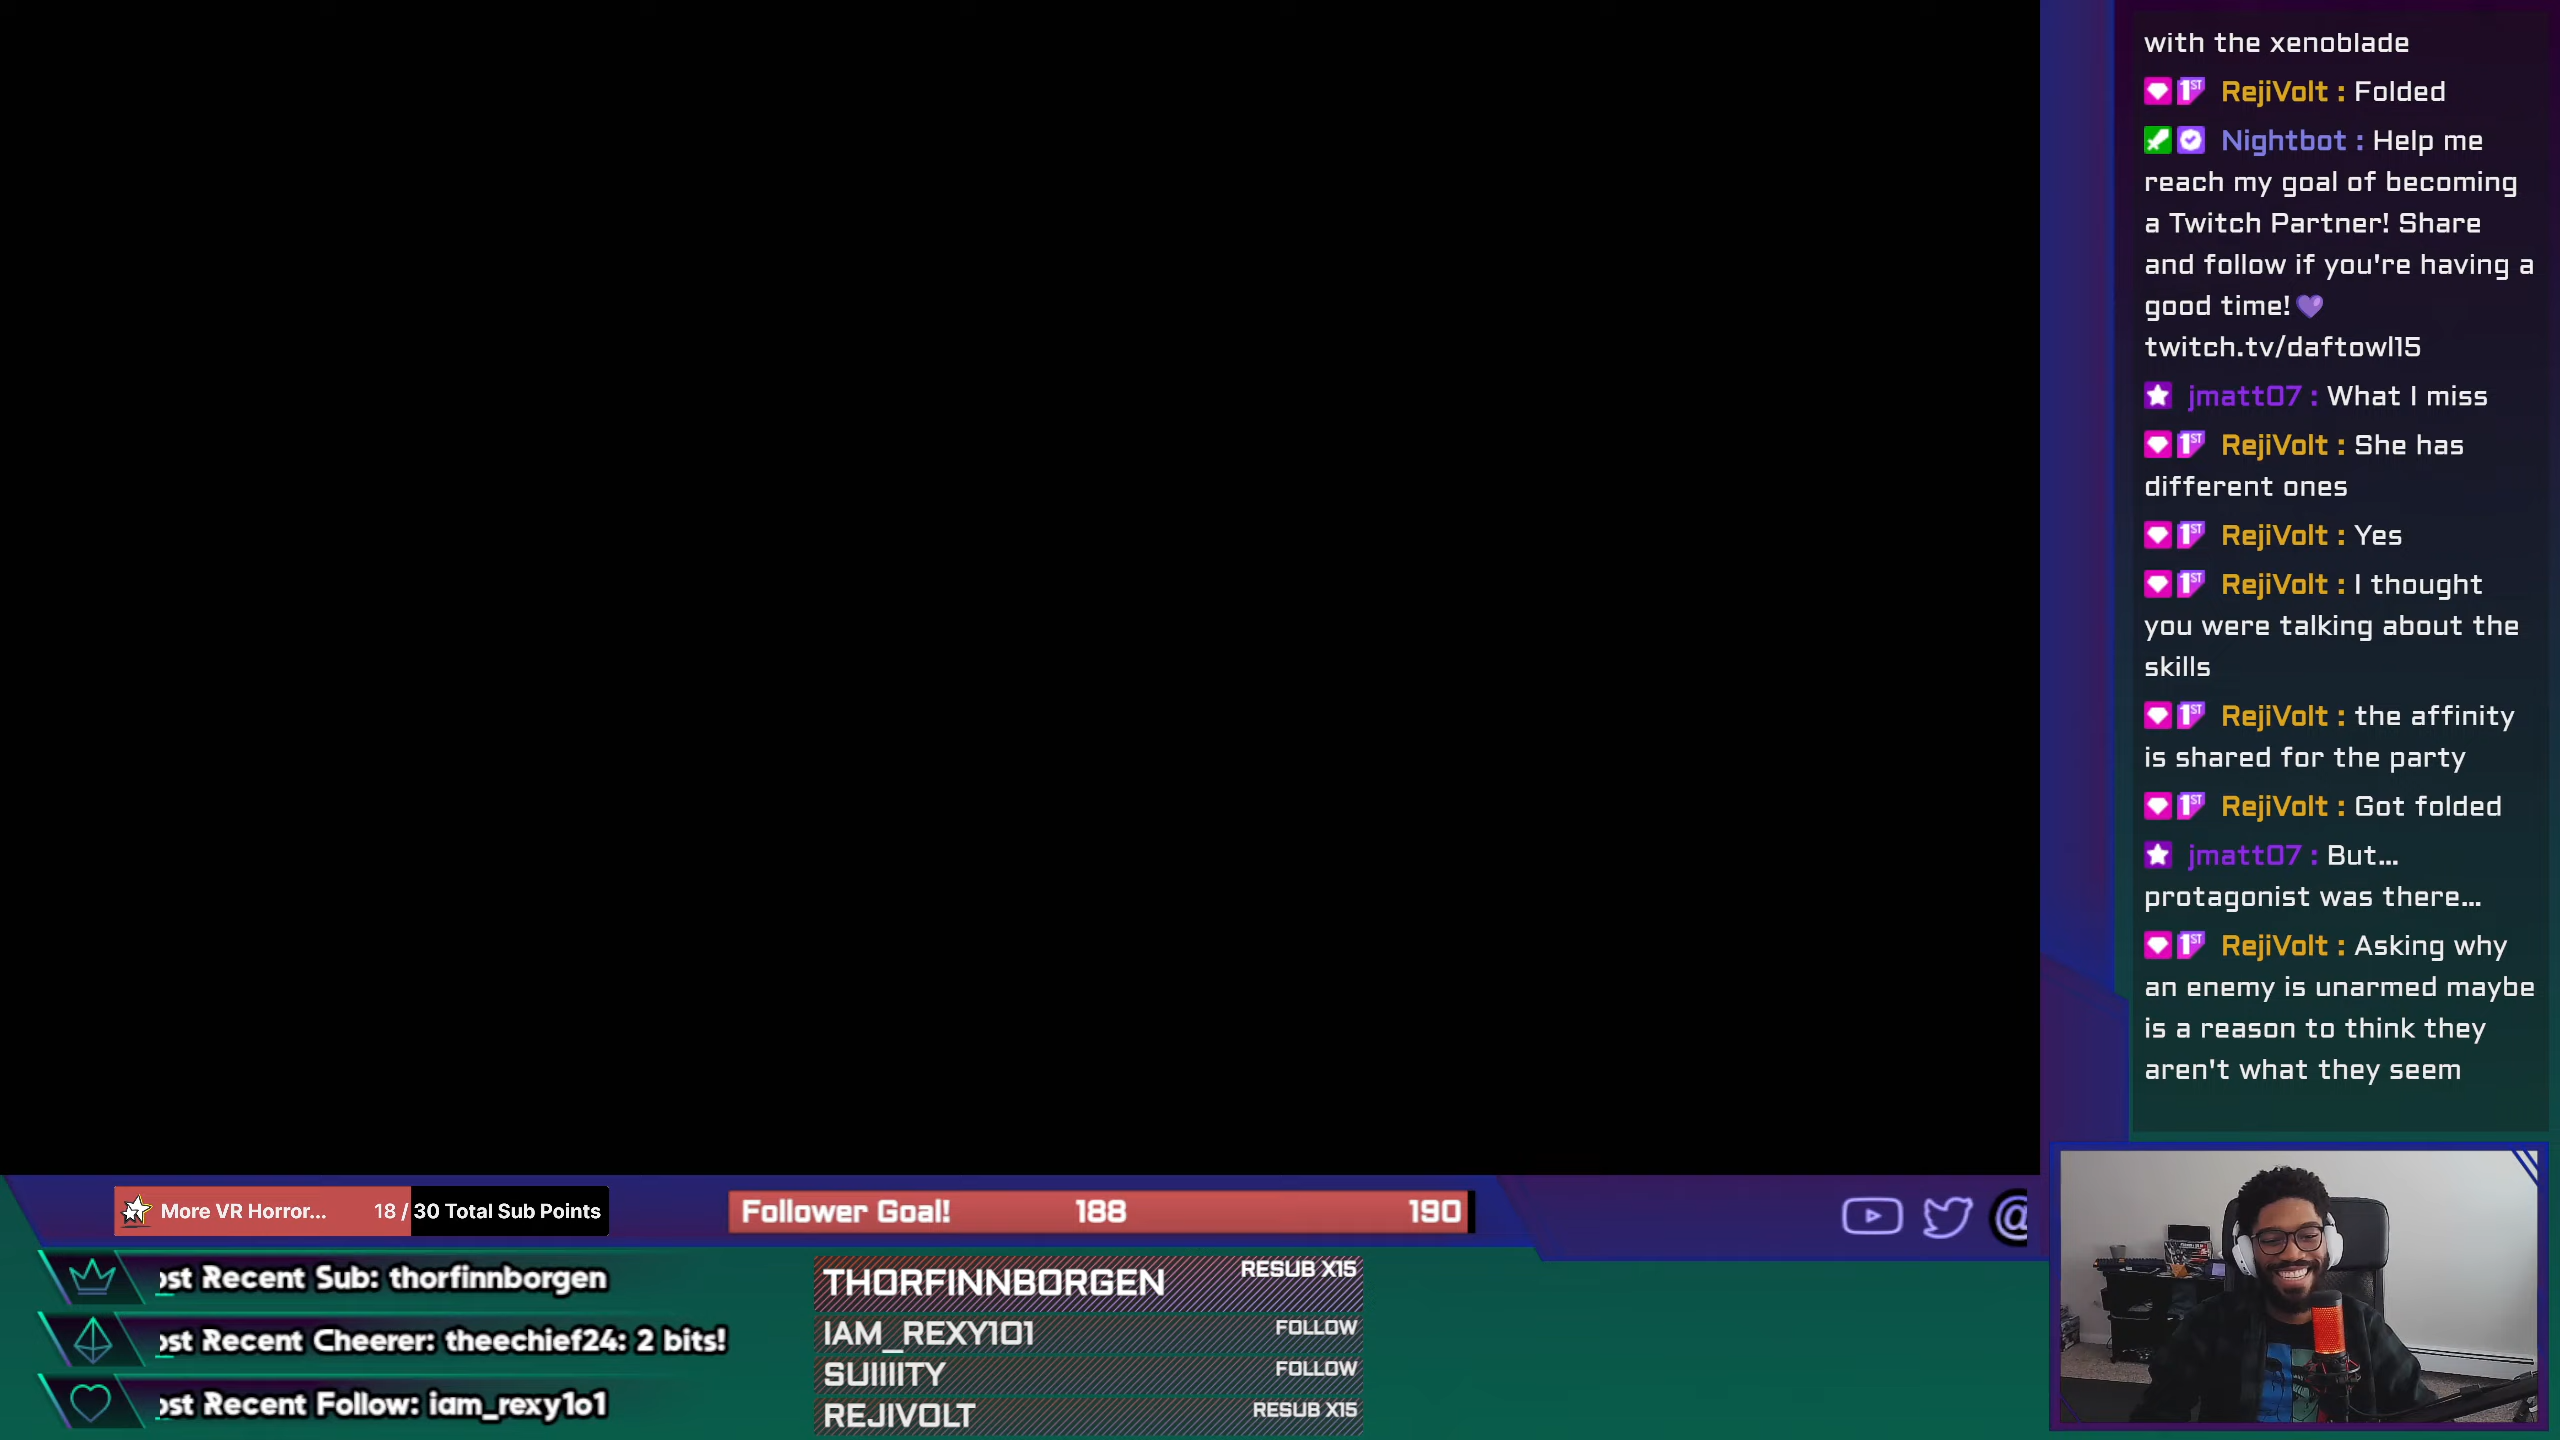 with the xenoblade
RejiVolt : Folded
Nightbot : Help me
reach my goal of becoming
a Twitch Partner! Share
and follow if you're having a
good time!💜
twitch.tv/daftowl15
jmatt07 : What I miss
RejiVolt : She has
different ones
RejiVolt : Yes
RejiVolt : I thought
you were talking about the
skills
RejiVolt : the affinity
is shared for the party
RejiVolt : Got folded
jmatt07 : But...
protagonist was there...
RejiVolt : Asking why
an enemy is unarmed maybe
is a reason to think they
aren't what they seem
More VR Horror... 18 / 30 Total Sub Points
Follower Goal! 188 190
@
ost Recent Sub: thorfinnborgen
ost Recent Cheerer: theechief24: 2 bits!
ost Recent Follow: iam_rexy1o1
THORFINNBORGEN RESUB X15
IAM_REXY101 FOLLOW
SUIIIITY FOLLOW
REJIVOLT RESUB X15